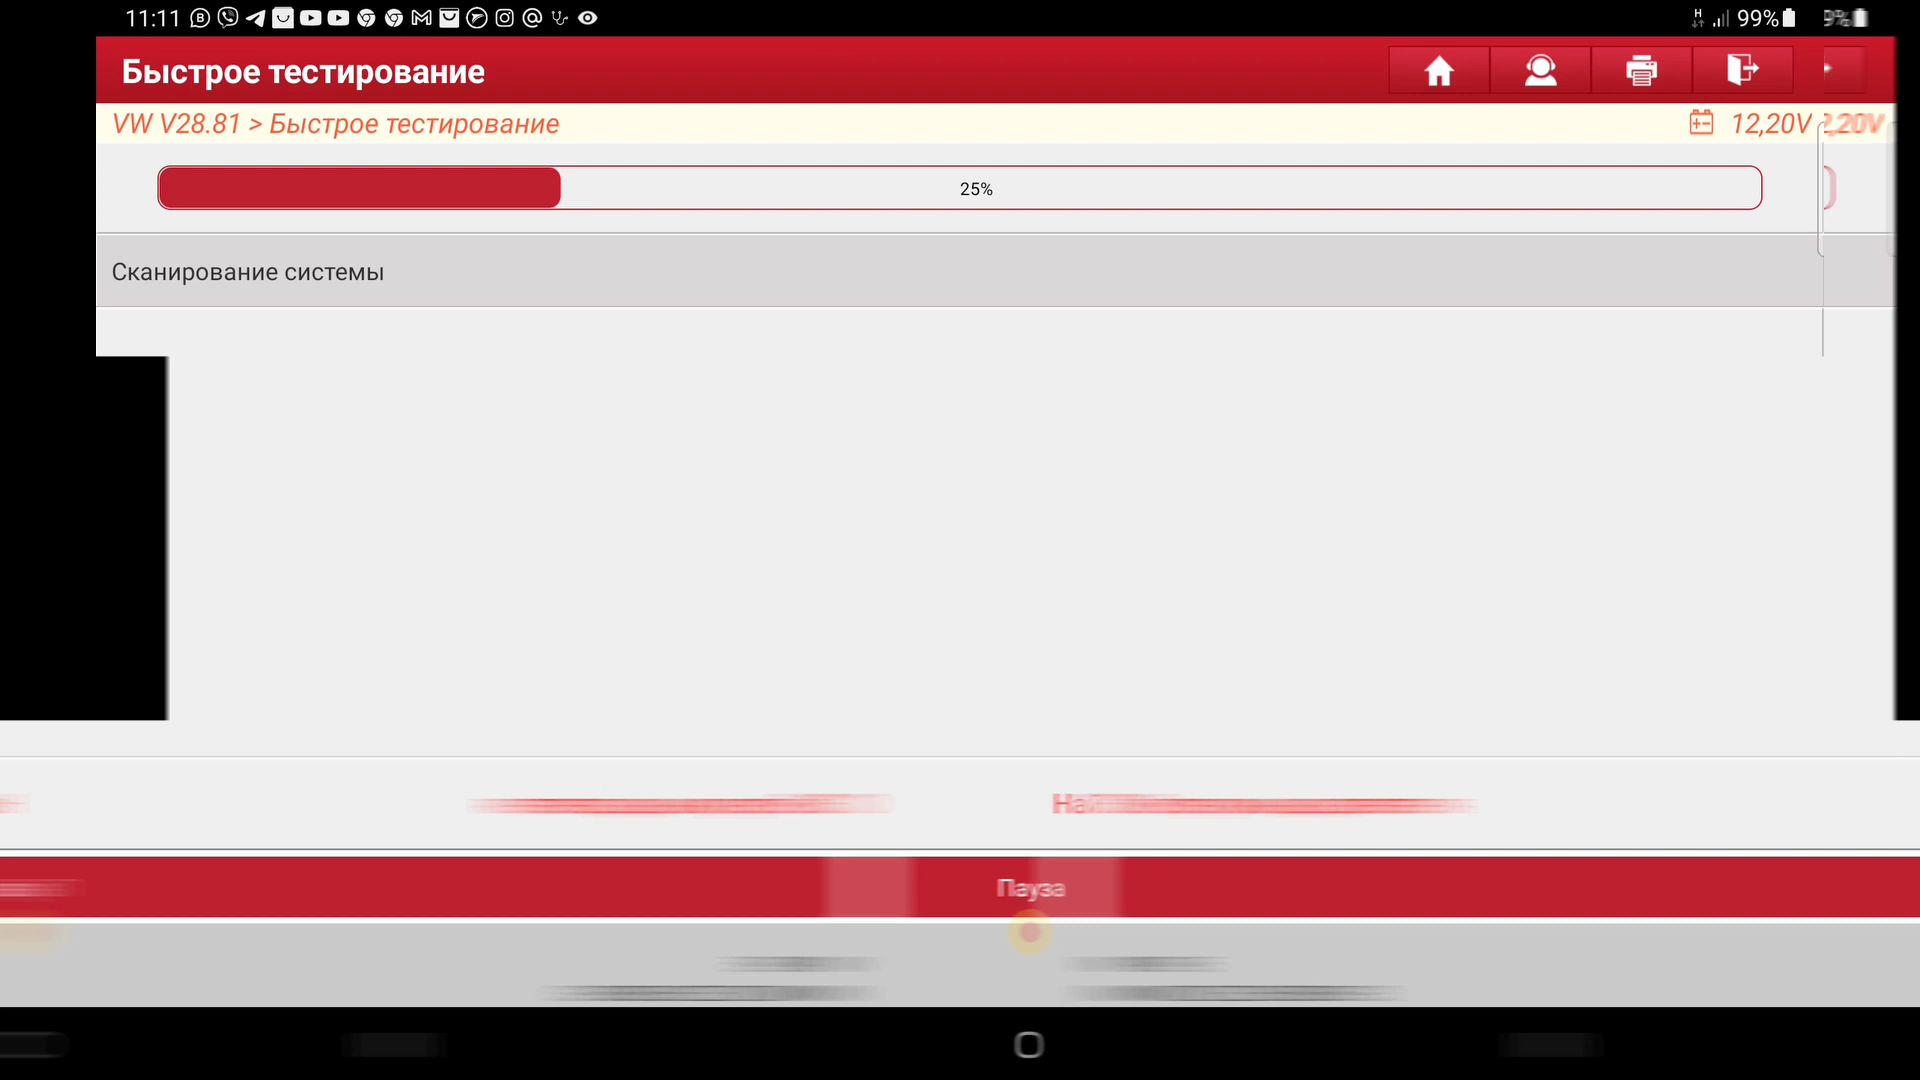 11:11 99%
Быстрое тестирование
VW V28.81 > Быстрое тестирование 12,20V
25%
Сканирование системы
Пауза